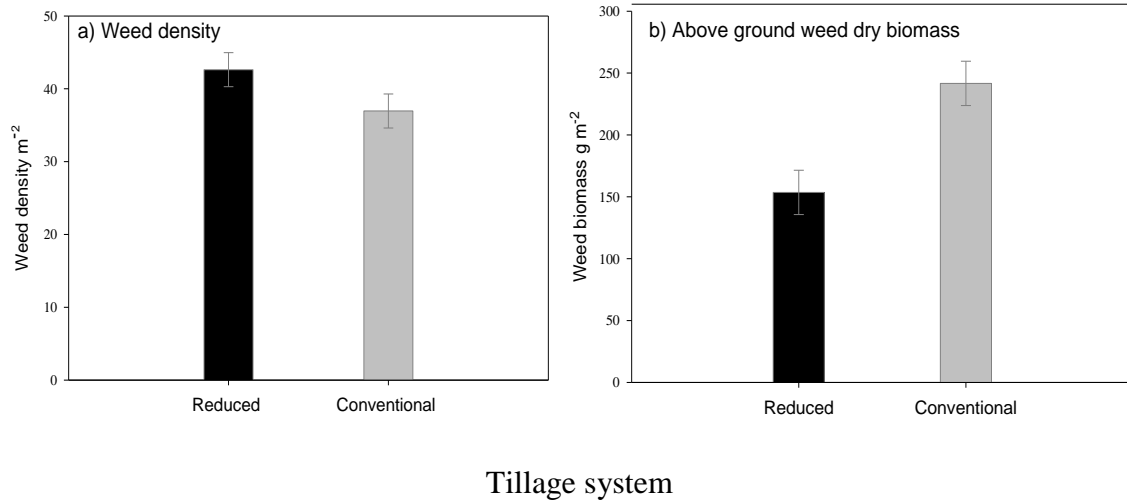 a) Weed density
Weed density m⁻²
50
40
30
20
10
0
Reduced Conventional
b) Above ground weed dry biomass
Weed biomass g m⁻²
300
250
200
150
100
50
0
Reduced Conventional
Tillage system